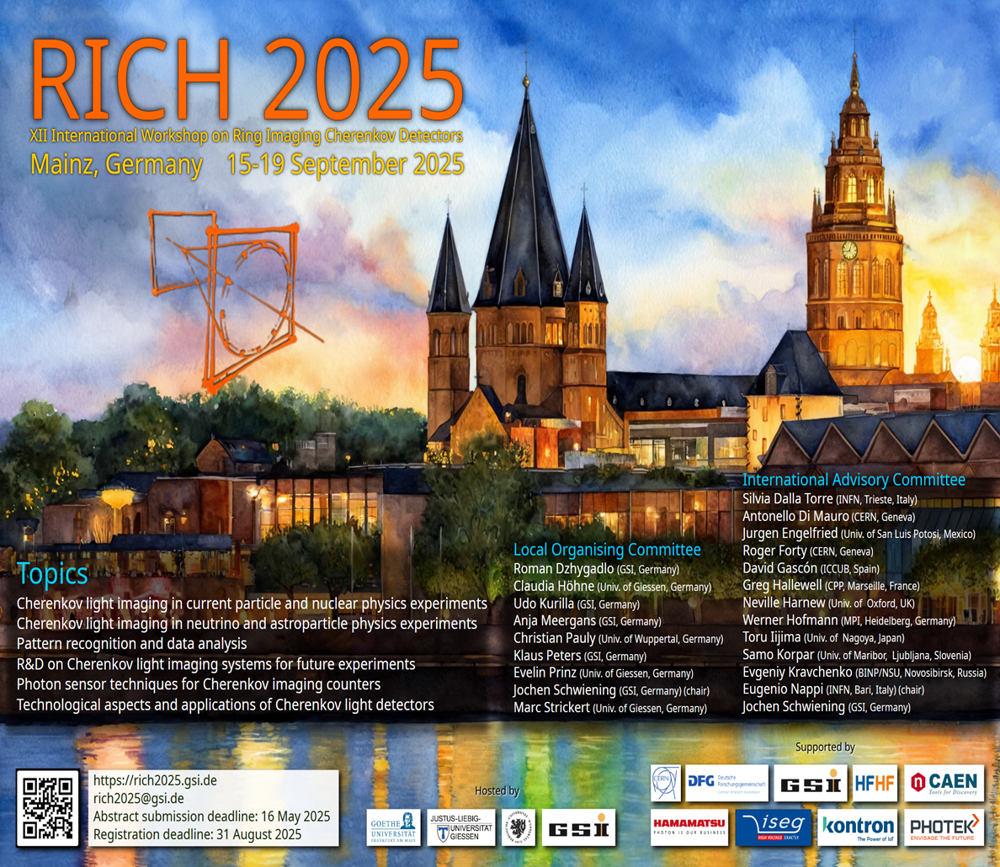 RICH 2025
XII International Workshop on Ring Imaging Cherenkov Detectors
Mainz, Germany 15-19 September 2025
Topics
Cherenkov light imaging in current particle and nuclear physics experiments
Cherenkov light imaging in neutrino and astroparticle physics experiments
Pattern recognition and data analysis
R&D on Cherenkov light imaging systems for future experiments
Photon sensor techniques for Cherenkov imaging counters
Technological aspects and applications of Cherenkov light detectors
Local Organising Committee
Roman Dzhygadlo (GSI, Germany)
Claudia Höhne (Univ. of Giessen, Germany)
Udo Kurilla (GSI, Germany)
Anja Meergans (GSI, Germany)
Christian Pauly (Univ. of Wuppertal, Germany)
Klaus Peters (GSI, Germany)
Evelin Prinz (Univ. of Giessen, Germany)
Jochen Schwiening (GSI, Germany) (chair)
Marc Strickert (Univ. of Giessen, Germany)
International Advisory Committee
Silvia Dalla Torre (INFN, Trieste, Italy)
Antonello Di Mauro (CERN, Geneva)
Jurgen Engelfried (Univ. of San Luis Potosi, Mexico)
Roger Forty (CERN, Geneva)
David Gascón (ICCUB, Spain)
Greg Hallewell (CPP, Marseille, France)
Neville Harnew (Univ. of Oxford, UK)
Werner Hofmann (MPI, Heidelberg, Germany)
Toru Iijima (Univ. of Nagoya, Japan)
Samo Korpar (Univ. of Maribor, Ljubljana, Slovenia)
Evgeniy Kravchenko (BINP/NSU, Novosibirsk, Russia)
Eugenio Nappi (INFN, Bari, Italy) (chair)
Jochen Schwiening (GSI, Germany)
https://rich2025.gsi.de
rich2025@gsi.de
Abstract submission deadline: 16 May 2025
Registration deadline: 31 August 2025
Hosted by
GOETHE
UNIVERSITÄT
FRANKFURT AM MAIN
JUSTUS-LIEBIG-
UNIVERSITÄT
GIESSEN
GSI
Supported by
CERN
DFG Deutsche
Forschungsgemeinschaft
GSI
HFHF
CAEN
Tools for Discovery
HAMAMATSU
PHOTON IS OUR BUSINESS
iseg
HIGH VOLTAGE EXACTLY.
kontron
The Power of IoT
PHOTEK
ENVISAGE THE FUTURE